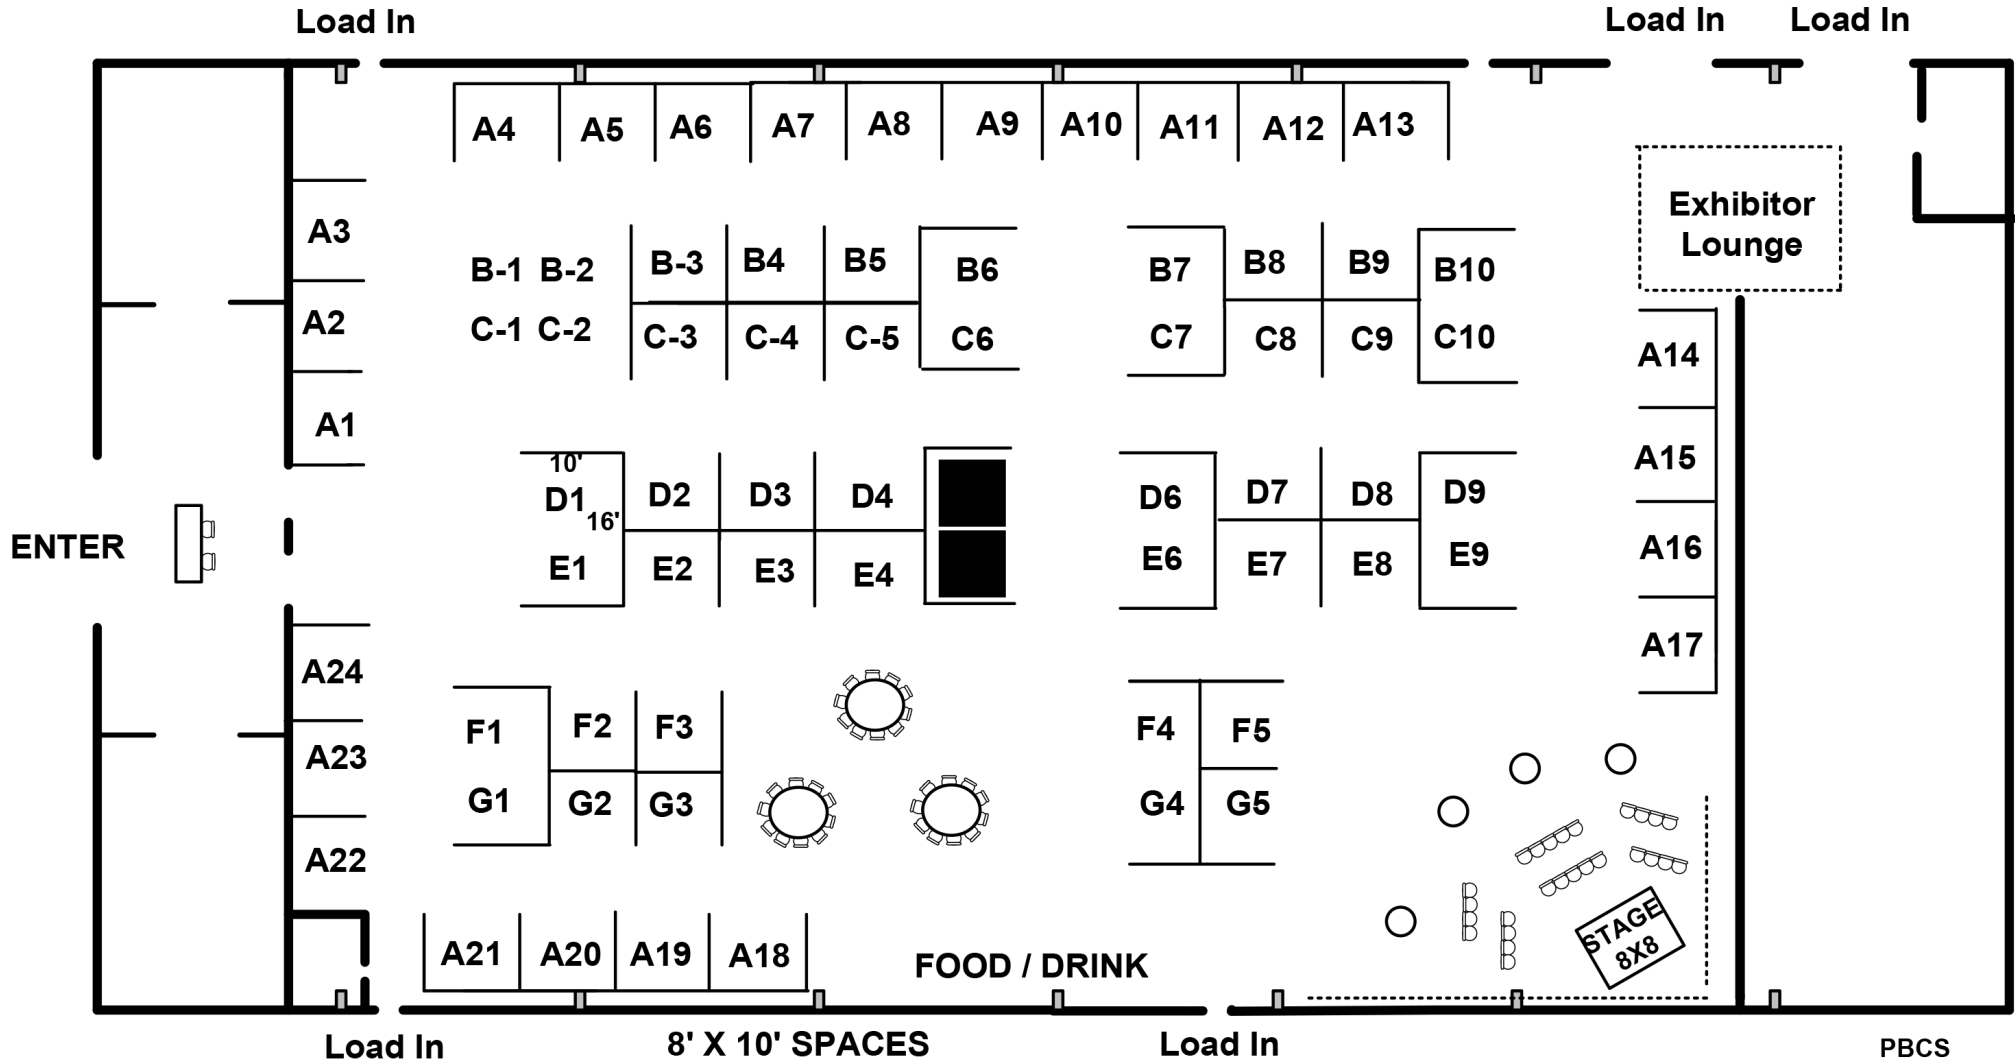 Load In Load In Load In
A4 A5 A6 A7 A8 A9 A10 A11 A12 A13
Exhibitor
Lounge
A3
B-1 B-2 B-3 B4 B5 B6 B7 B8 B9 B10
A2
C-1 C-2 C-3 C-4 C-5 C6 C7 C8 C9 C10
A14
A1
A15
10'
D1 D2 D3 D4 D6 D7 D8 D9
16'
ENTER
E1 E2 E3 E4 E6 E7 E8 E9
A16
A17
A24
F1 F2 F3 F4 F5
A23
G1 G2 G3 G4 G5
A22
STAGE
8X8
A21 A20 A19 A18
FOOD / DRINK
Load In
8' X 10' SPACES
Load In
PBCS